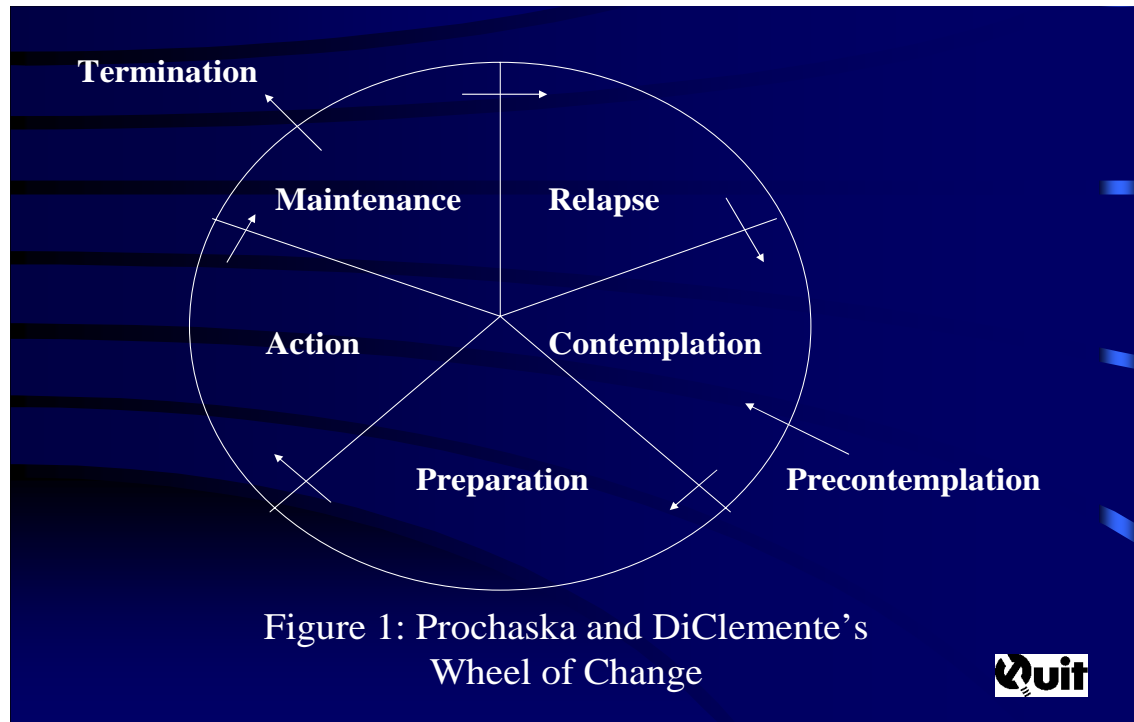 Termination
Maintenance
Relapse
Action
Contemplation
Preparation
Precontemplation
Figure 1: Prochaska and DiClemente’s
Wheel of Change
Quit